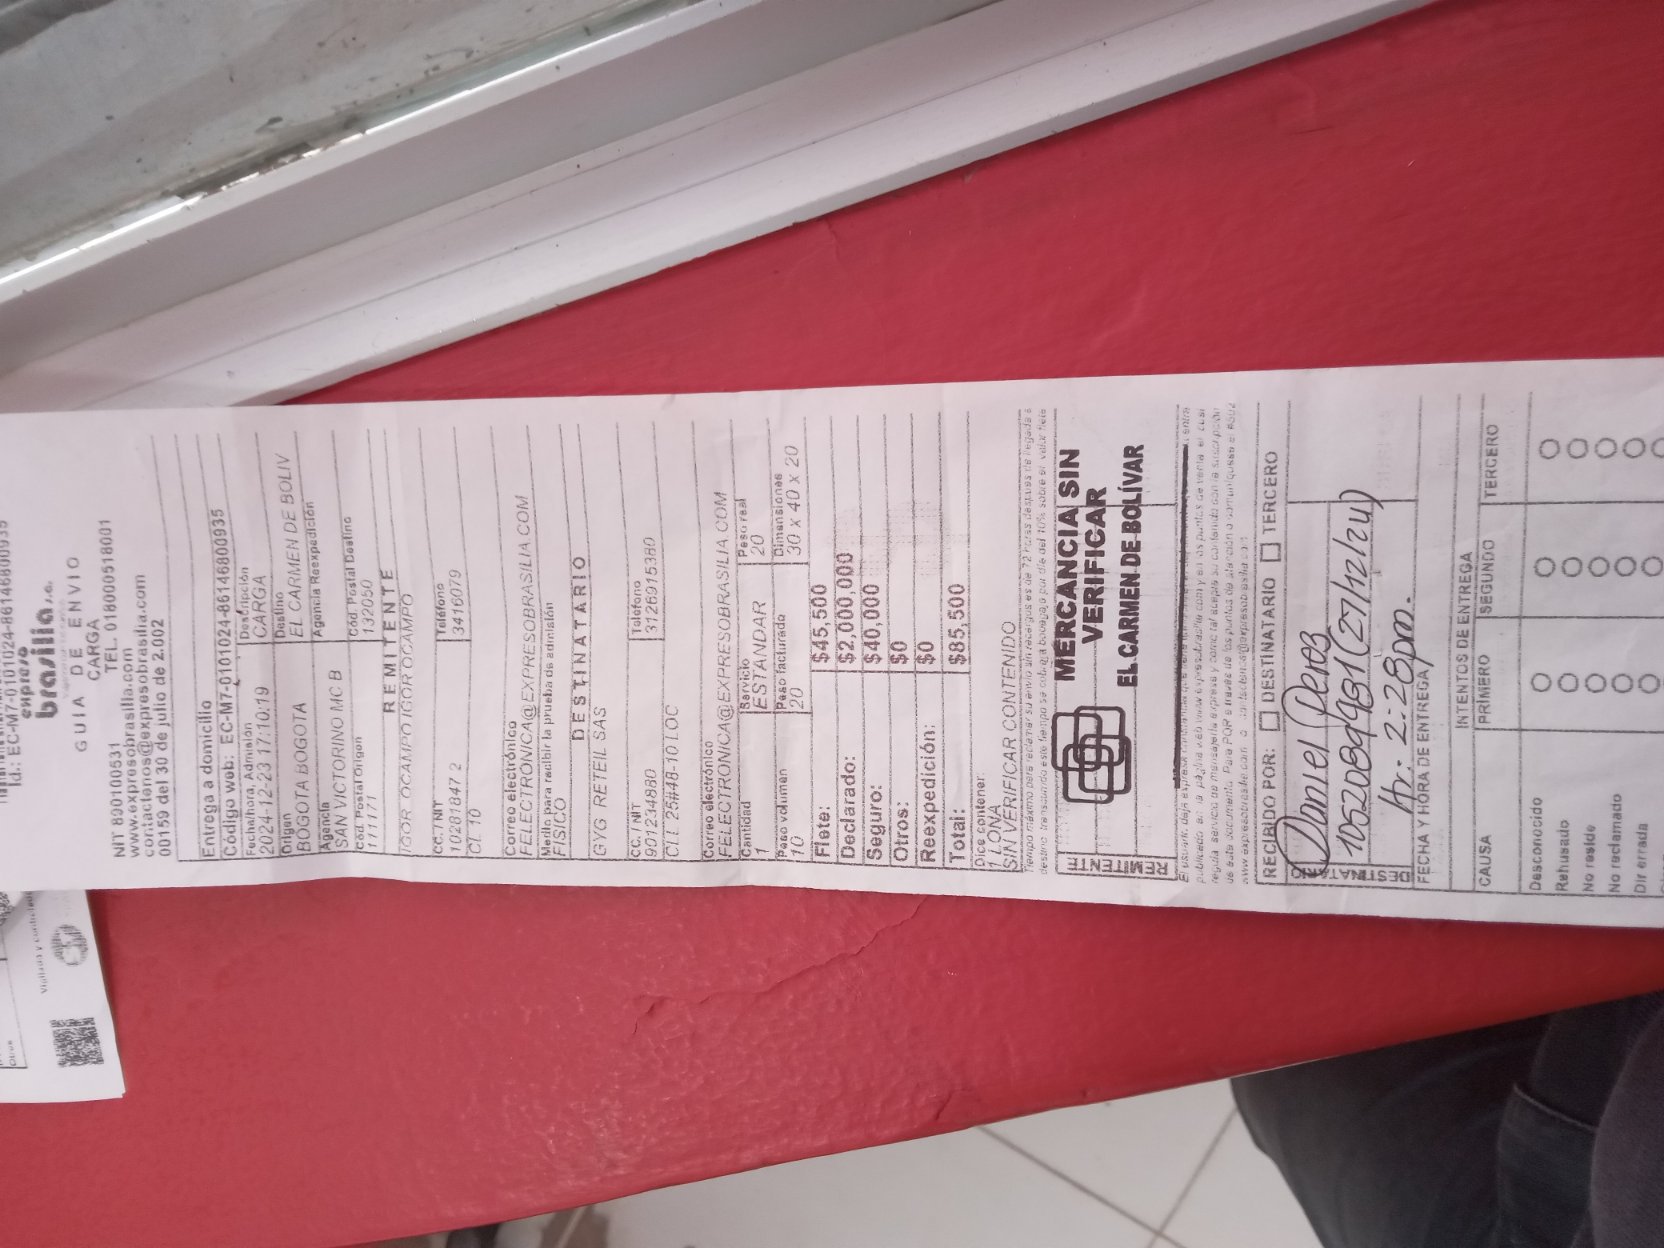 Id.: EC-M7-0101024-8614680093
expreso
brasilia s.a.
GUIA DE ENVIO
CARGA
NIT 890100531 TEL. 018000518001
www.expresobrasilia.com
contactenos@expresobrasilia.com
00159 del 30 de julio de 2.002
Entrega a domicilio
Código web: EC-M7-0101024-8614680093 5
Fecha/hora, Admisión Descripción
2024-12-23 17:10:19 CARGA
Origen Destino
BOGOTA BOGOTA EL CARMEN DE BOLIV
Agencia Agencia Reexpedición
SAN VICTORINO MC B
Cód Postal Origen Cód Postal Destino
111171 132050
REMITENTE
IGOR OCAMPO IGOR OCAMPO
CC. / NIT Teléfono
10281847 2 3416079
CL 10
Correo electrónico
FELECTRONICA@EXPRESOBRASILIA.COM
Medio para recibir la prueba de admisión
FISICO
DESTINATARIO
GYG RETEIL SAS
CC. / NIT Teléfono
901234880 3126915380
CLL 25#48-10 LOC
Correo electrónico
FELECTRONICA@EXPRESOBRASILIA.COM
Cantidad Servicio Peso real
1 ESTANDAR 20
Peso volumen Peso facturado Dimensiones
10 20 30 x 40 x 20
Flete: $45,500
Declarado: $2,000,000
Seguro: $40,000
Otros: $0
Reexpedición: $0
Total: $85,500
Dice contener:
1 LONA
SIN VERIFICAR CONTENIDO
REMITENTE
MERCANCIA SIN
VERIFICAR
EL CARMEN DE BOLÍVAR
RECIBIDO POR: DESTINATARIO TERCERO
Daniel Perez
1052089981 (27/12/24)
Hr: 2:28pm.
FECHA Y HORA DE ENTREGA
INTENTOS DE ENTREGA
CAUSA PRIMERO SEGUNDO TERCERO
Desconocido
Rehusado
No reside
No reclamado
Dir errada